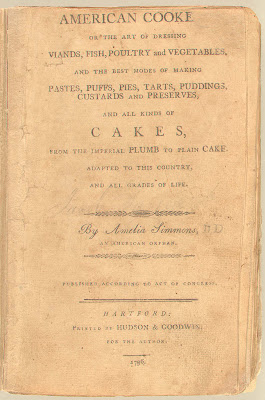 AMERICAN COOKE
OR THE ART OF DRESSING
VIANDS, FISH, POULTRY AND VEGETABLES,
AND THE BEST MODES OF MAKING
PASTES, PUFFS, PIES, TARTS, PUDDINGS,
CUSTARDS AND PRESERVES,
AND ALL KINDS OF
CAKES,
FROM THE IMPERIAL PLUMB TO PLAIN CAKE.
ADAPTED TO THIS COUNTRY,
AND ALL GRADES OF LIFE.
By Amelia Simmons,
AN AMERICAN ORPHAN.
PUBLISHED ACCORDING TO ACT OF CONGRESS.
HARTFORD:
PRINTED BY HUDSON & GOODWIN,
FOR THE AUTHOR.
1796